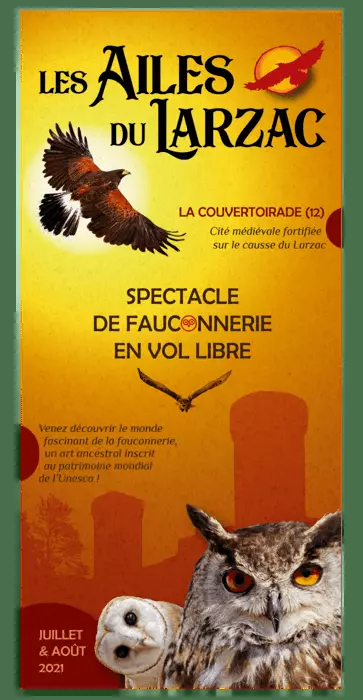 LES AILES
DU LARZAC
LA COUVERTOIRADE (12)
Cité médiévale fortifiée
sur le causse du Larzac
SPECTACLE
DE FAUCONNERIE
EN VOL LIBRE
Venez découvrir le monde
fascinant de la fauconnerie,
un art ancestral inscrit
au patrimoine mondial
de l'Unesco !
JUILLET
& AOÛT
2021